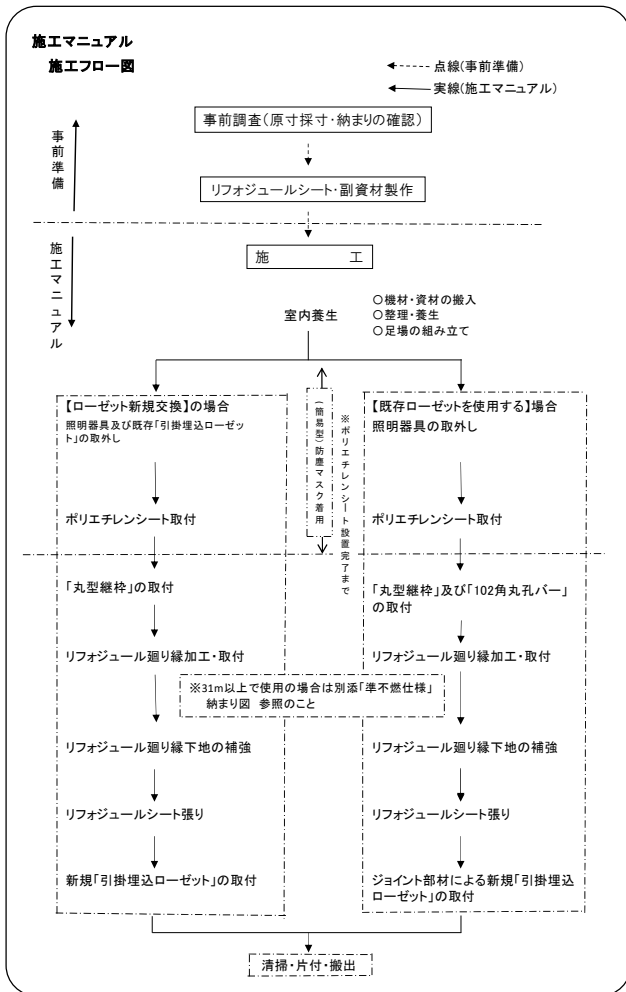 施工マニュアル
施工フロー図
点線(事前準備)
実線(施工マニュアル)
事前準備
事前調査(原寸採寸・納まりの確認)
リフォジュールシート・副資材製作
施工マニュアル
施　　　工
室内養生
○機材・資材の搬入
○整理・養生
○足場の組み立て
【ローゼット新規交換】の場合
照明器具及び既存「引掛埋込ローゼッ
ト」の取外し
ポリエチレンシート取付
(簡易型)防塵マスク着用
※ポリエチレンシート設置完了まで
【既存ローゼットを使用する】場合
照明器具の取外し
ポリエチレンシート取付
「丸型継枠」の取付
リフォジュール廻り縁加工・取付
「丸型継枠」及び「102角丸孔バー」
の取付
リフォジュール廻り縁加工・取付
※31m以上で使用の場合は別添「準不燃仕様」
納まり図 参照のこと
リフォジュール廻り縁下地の補強
リフォジュールシート張り
新規「引掛埋込ローゼット」の取付
リフォジュール廻り縁下地の補強
リフォジュールシート張り
ジョイント部材による新規「引掛埋込
ローゼット」の取付
清掃・片付・搬出